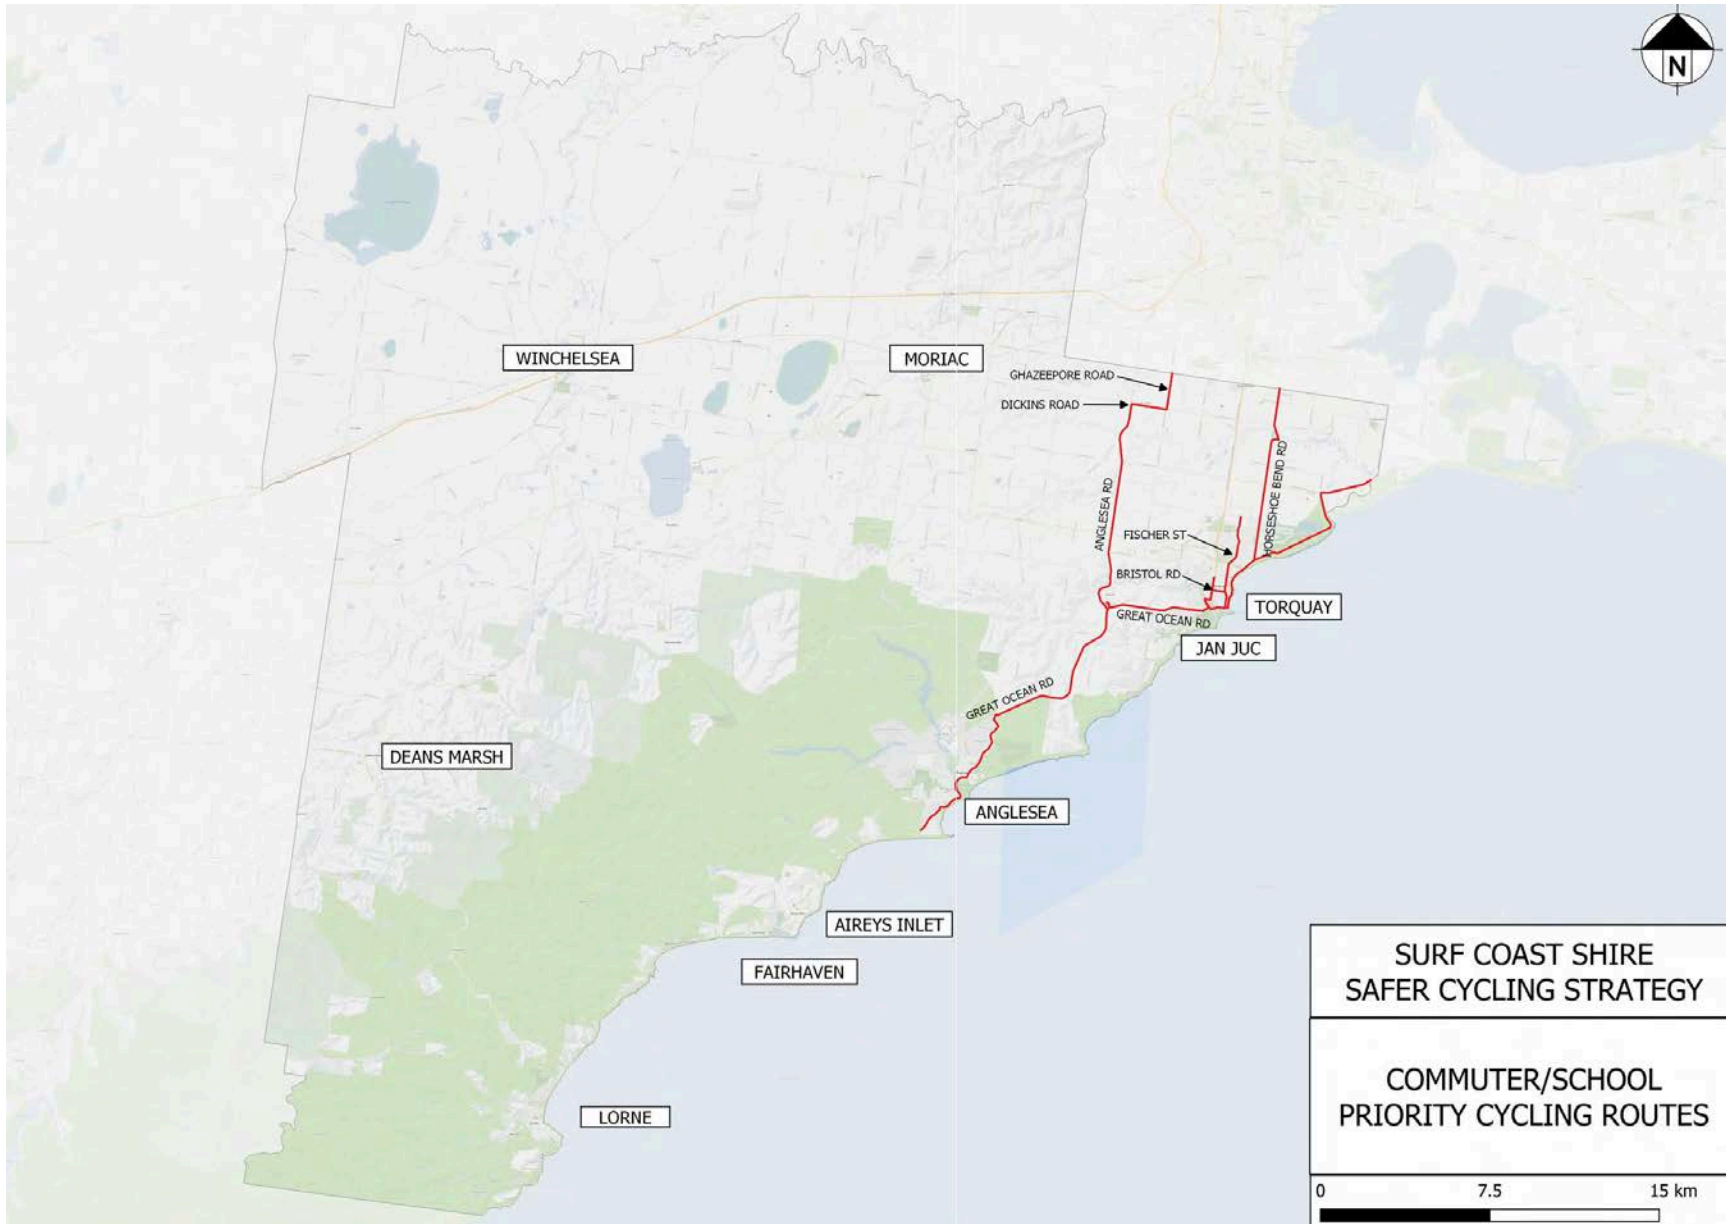 N
WINCHELSEA
MORIAC
GHAZEEPORE ROAD
DICKINS ROAD
ANGLESEA RD
HORSESHOE BEND RD
FISCHER ST
BRISTOL RD
TORQUAY
GREAT OCEAN RD
JAN JUC
GREAT OCEAN RD
DEANS MARSH
ANGLESEA
AIREYS INLET
FAIRHAVEN
LORNE
SURF COAST SHIRE
SAFER CYCLING STRATEGY
COMMUTER/SCHOOL
PRIORITY CYCLING ROUTES
0 7.5 15 km